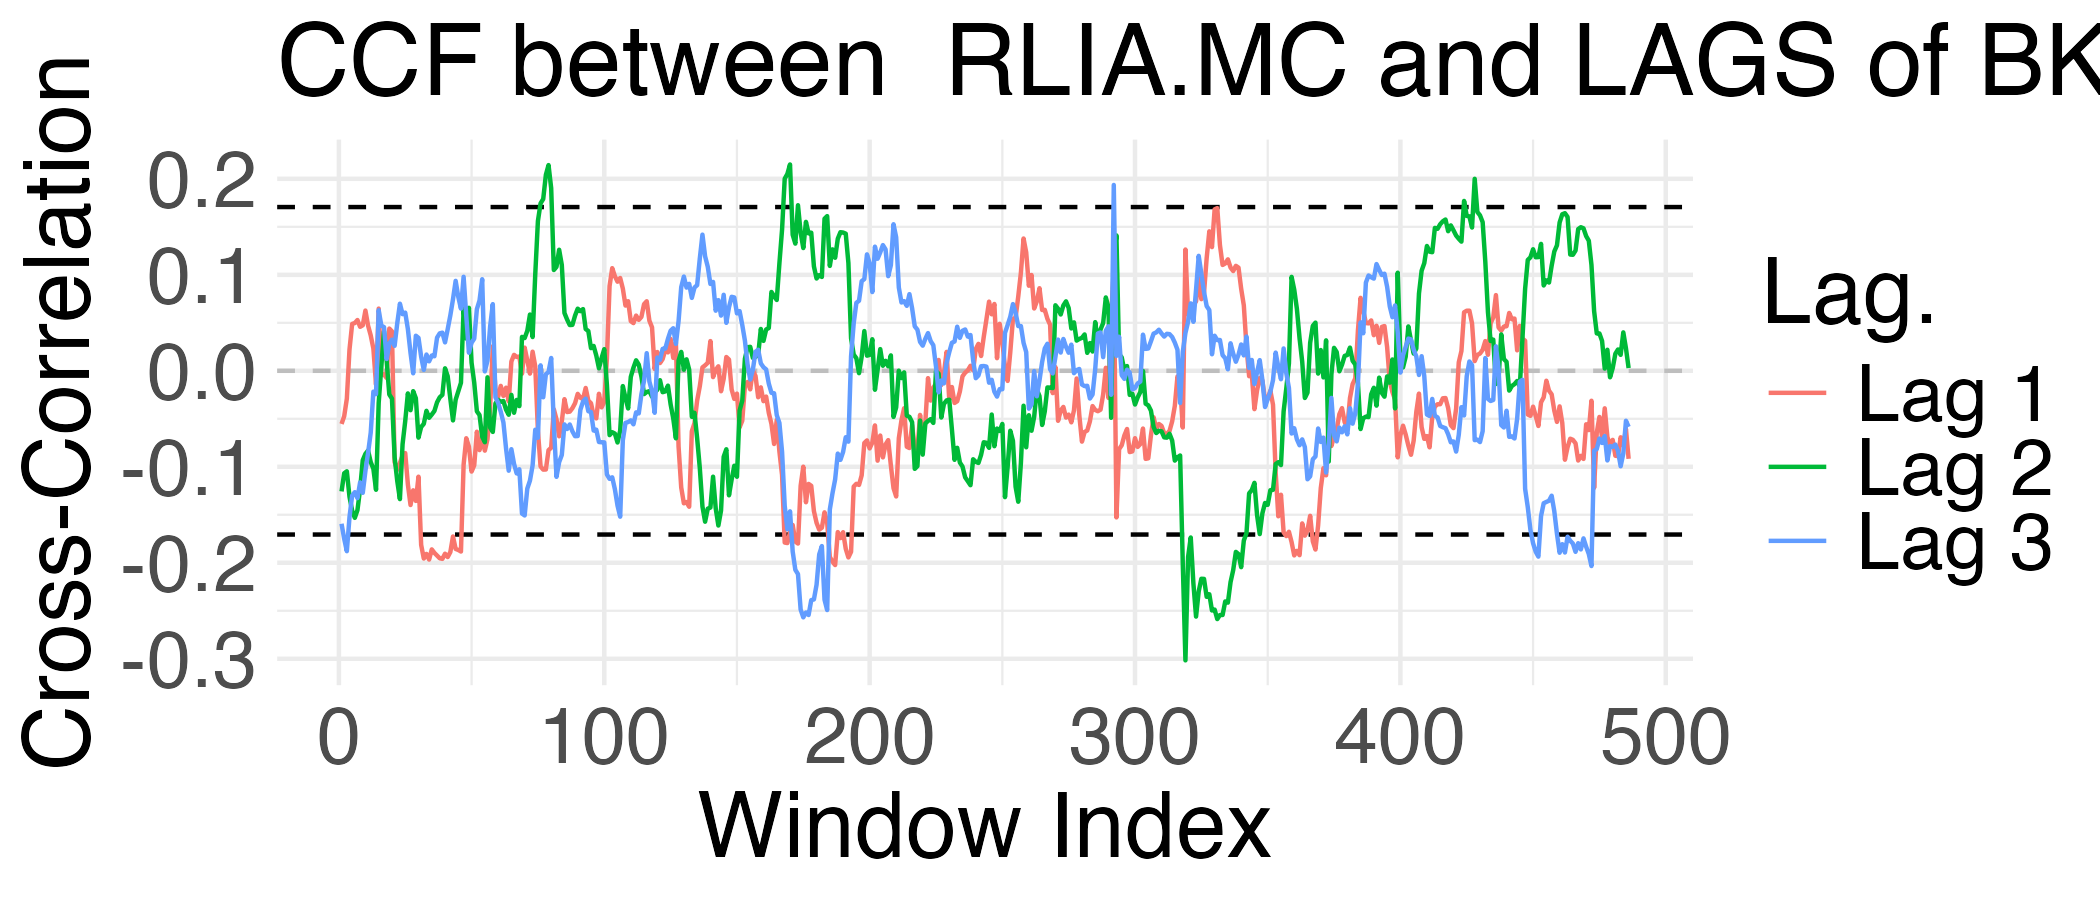 CCF between  RLIA.MC and LAGS of BK
Cross-Correlation
0.2
0.1
0.0
-0.1
-0.2
-0.3
0 100 200 300 400 500
Window Index
Lag.
Lag 1
Lag 2
Lag 3